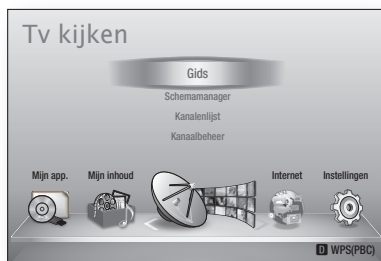 Tv kijken
Gids
Schemamanager
Kanalenlijst
Kanaalbeheer
Mijn app. Mijn inhoud Internet Instellingen
D WPS(PBC)